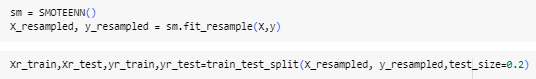 sm = SMOTEENN()
X_resampled, y_resampled = sm.fit_resample(X,y)
Xr_train,Xr_test,yr_train,yr_test=train_test_split(X_resampled, y_resampled,test_size=0.2)